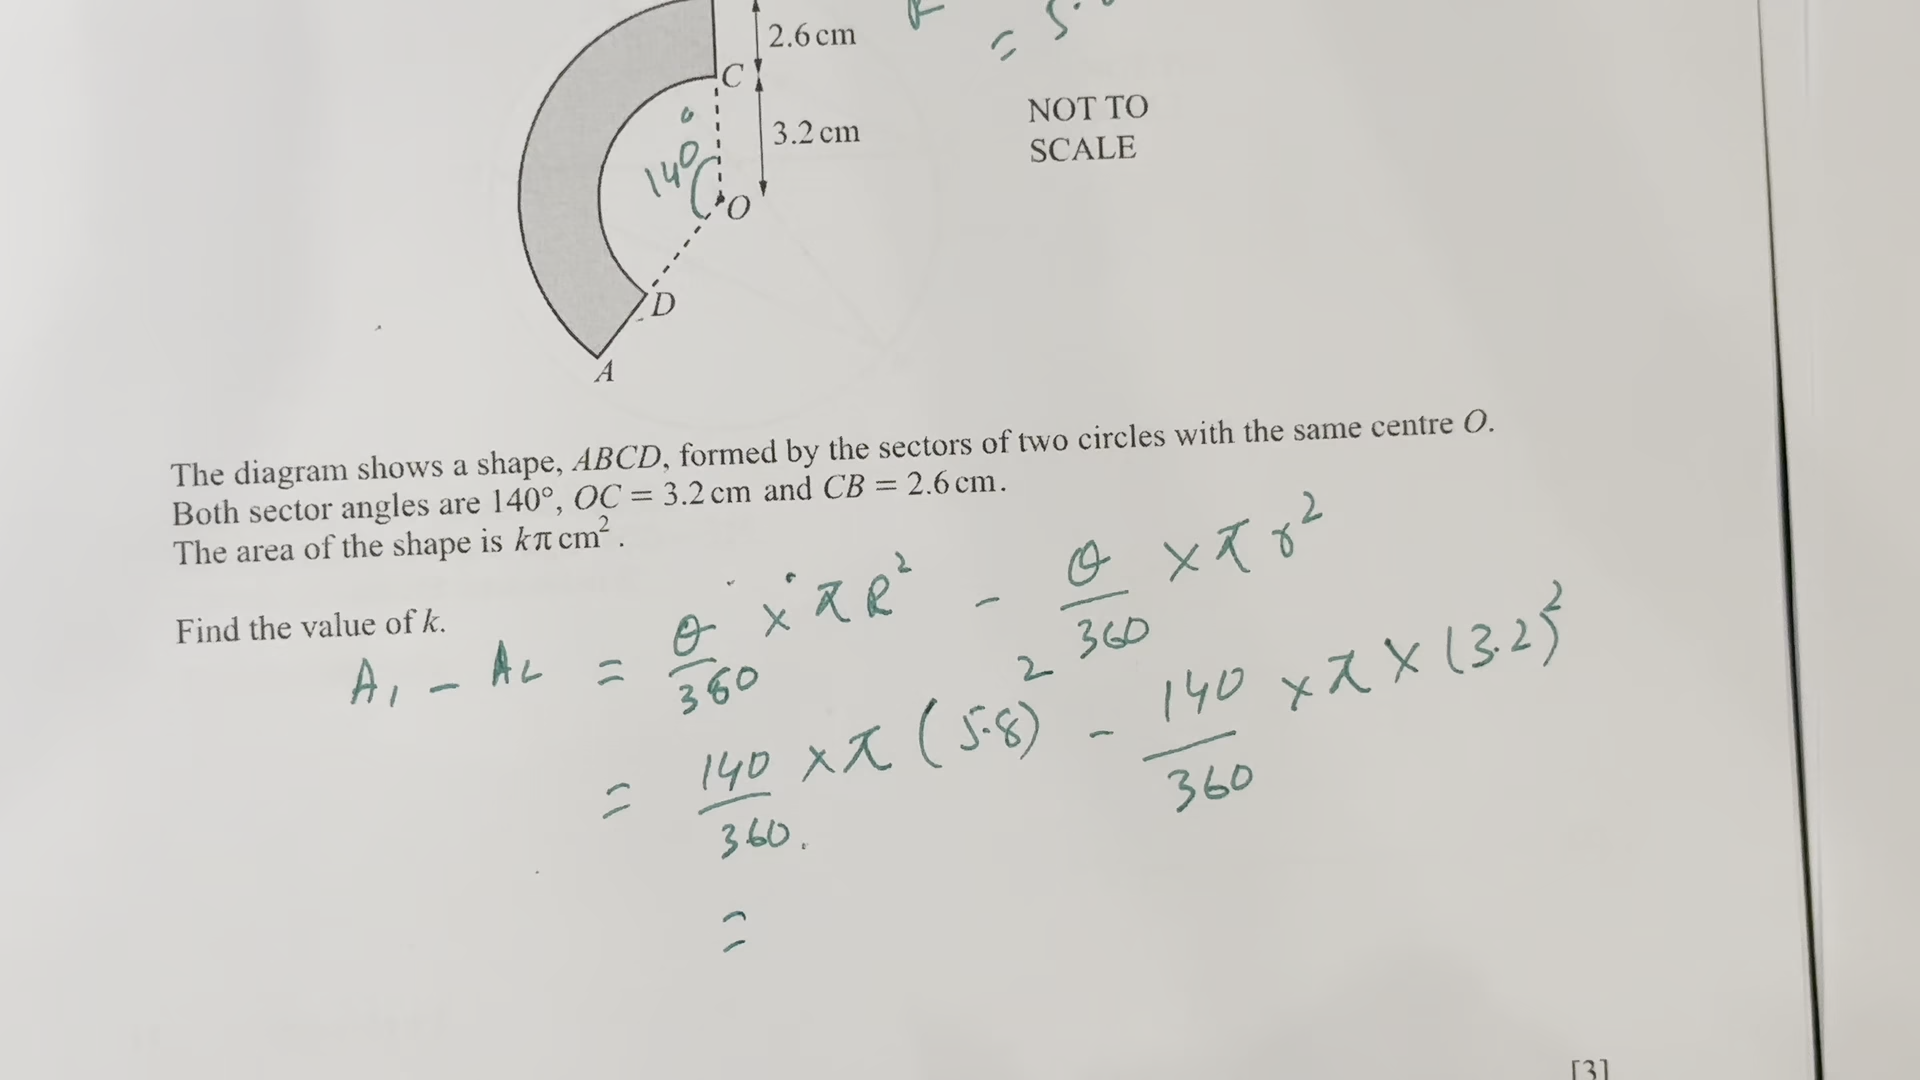 2.6 cm
= 5.
C
NOT TO
SCALE
3.2 cm
140°
O
D
A
The diagram shows a shape, ABCD, formed by the sectors of two circles with the same centre O.
Both sector angles are 140°, OC = 3.2 cm and CB = 2.6 cm.
The area of the shape is kπ cm².
Find the value of k.
A₁ - A₂ = θ/360 × π R² - θ/360 × π r²
= 140/360 × π (5.8)² - 140/360 × π × (3.2)²
=
[3]